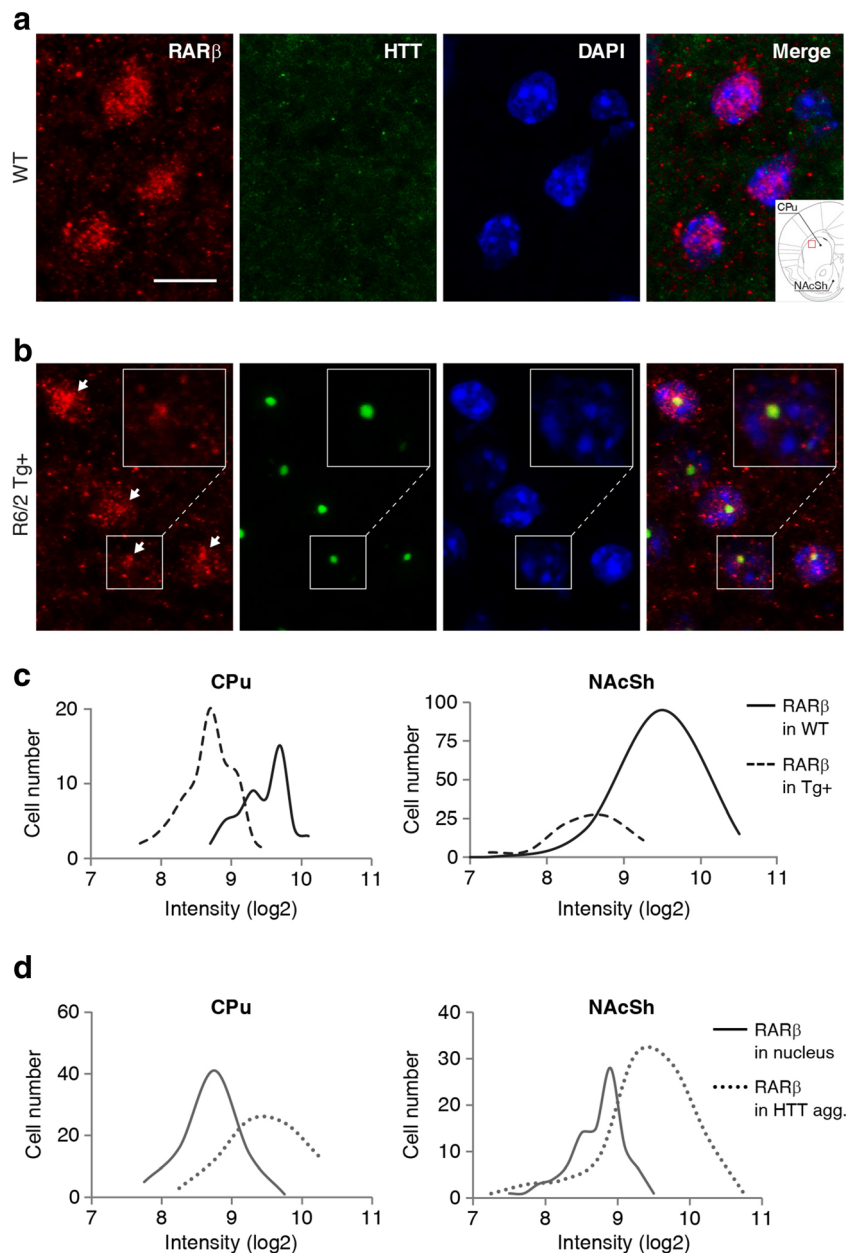 a
RARβ
HTT
DAPI
Merge
WT
CPu
NAcSh
b
R6/2 Tg+
c
CPu
20
10
0
Cell number
7 8 9 10 11
Intensity (log2)
NAcSh
100
75
50
25
0
Cell number
7 8 9 10 11
Intensity (log2)
RARβ
in WT
RARβ
in Tg+
d
CPu
60
40
20
0
Cell number
7 8 9 10 11
Intensity (log2)
NAcSh
40
30
20
10
0
Cell number
7 8 9 10 11
Intensity (log2)
RARβ
in nucleus
RARβ
in HTT agg.